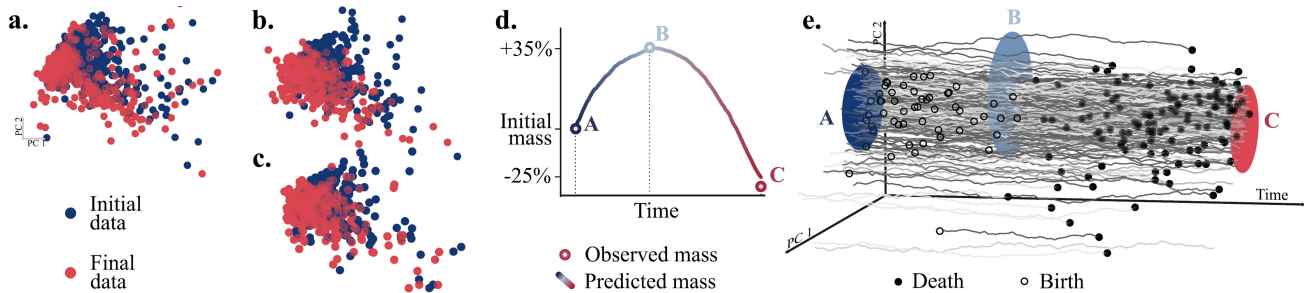 a.
PC 2
PC 1
Initial
data
Final
data
b.
c.
d.
+35%
Initial
mass
-25%
A
B
C
Time
Observed mass
Predicted mass
e.
PC 2
B
A
C
Time
PC 1
Death
Birth